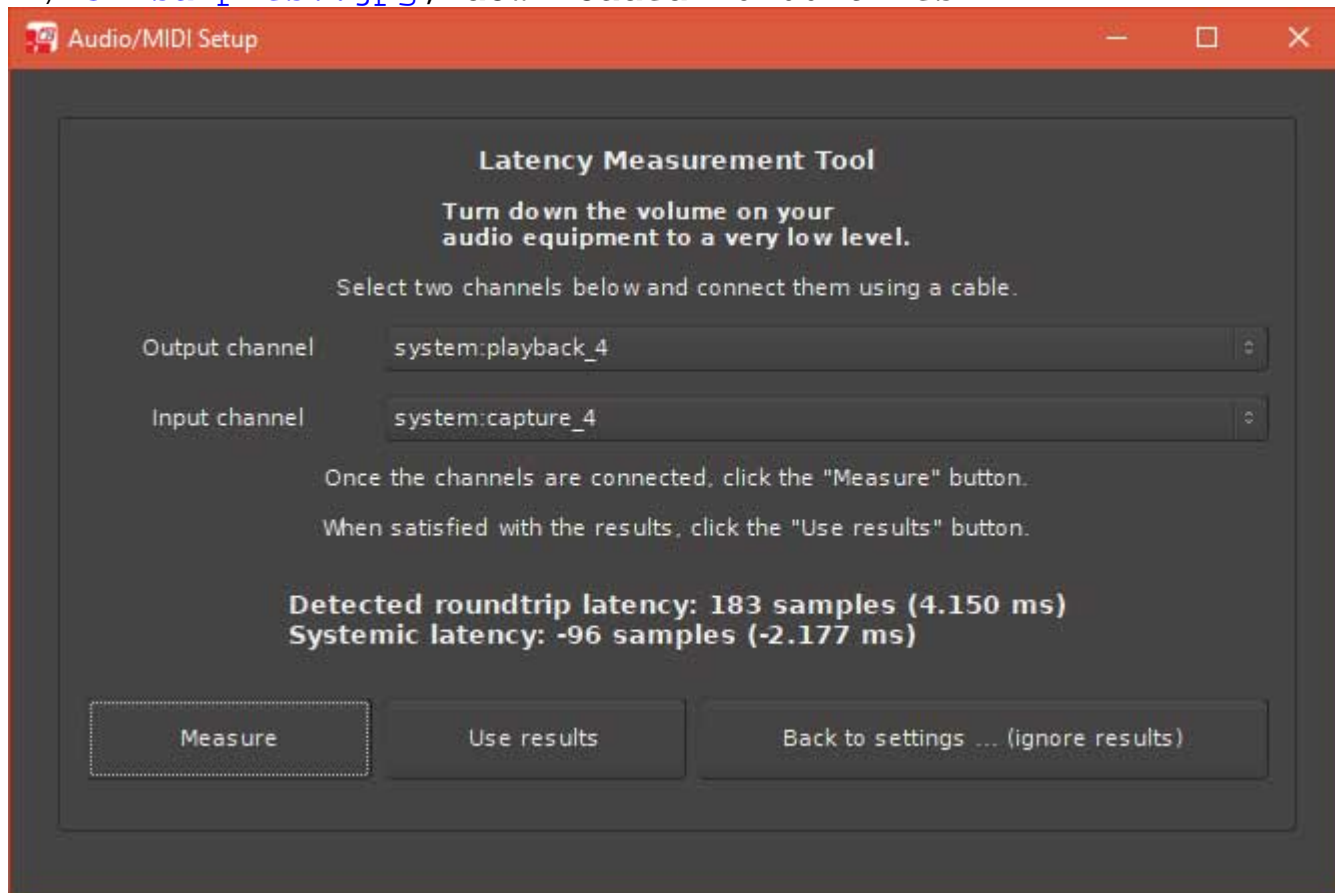 Audio/MIDI Setup
Latency Measurement Tool
Turn down the volume on your
audio equipment to a very low level.
Select two channels below and connect them using a cable.
Output channel system:playback_4
Input channel system:capture_4
Once the channels are connected, click the "Measure" button.
When satisfied with the results, click the "Use results" button.
Detected roundtrip latency: 183 samples (4.150 ms)
Systemic latency: -96 samples (-2.177 ms)
Measure Use results Back to settings ... (ignore results)